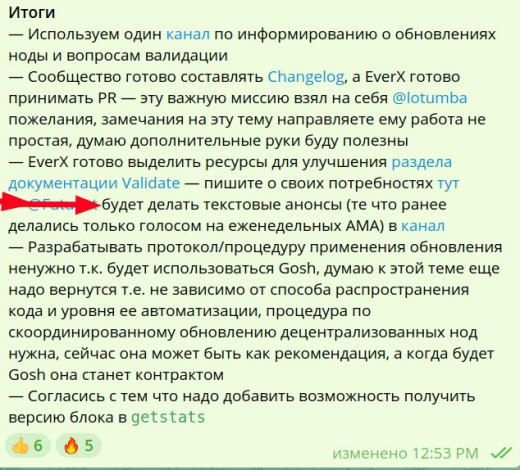 Итоги
— Используем один канал по информированию о обновлениях
ноды и вопросам валидации
— Сообщество готово составлять Changelog, а EverX готово
принимать PR — эту важную миссию взял на себя @lotumba
пожелания, замечания на эту тему направляете ему работа не
простая, думаю дополнительные руки буду полезны
— EverX готово выделить ресурсы для улучшения раздела
документации Validate — пишите о своих потребностях тут
будет делать текстовые анонсы (те что ранее
делались только голосом на еженедельных AMA) в канал
— Разрабатывать протокол/процедуру применения обновления
ненужно т.к. будет использоваться Gosh, думаю к этой теме еще
надо вернутся т.е. не зависимо от способа распространения
кода и уровня ее автоматизации, процедура по
скоординированному обновлению децентрализованных нод
нужна, сейчас она может быть как рекомендация, а когда будет
Gosh она станет контрактом
— Согласись с тем что надо добавить возможность получить
версию блока в getstats
👍 6 🔥 5
изменено 12:53 PM